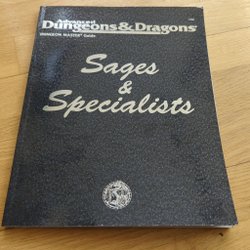 Advanced
Dungeons & Dragons®
DUNGEON MASTER® Guide
Sages
&
Specialists